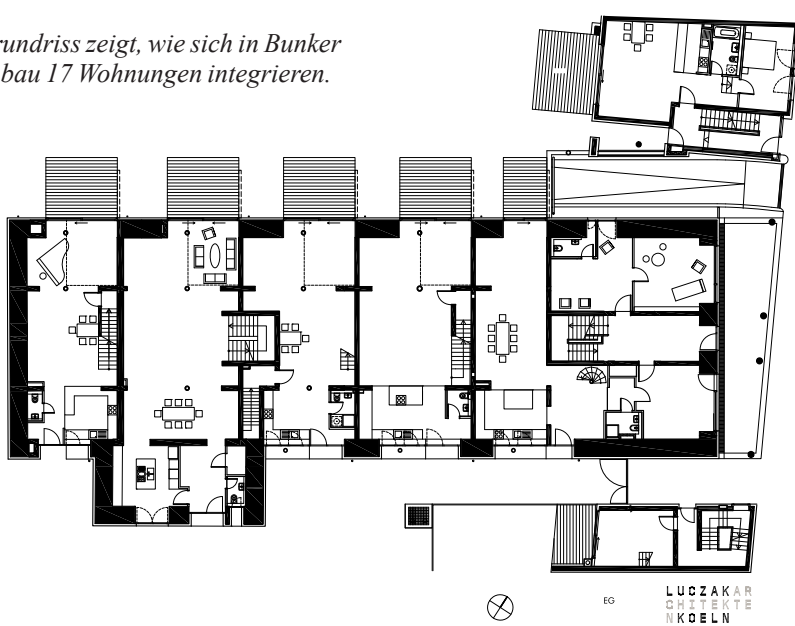 rundriss zeigt, wie sich in Bunker
bau 17 Wohnungen integrieren.
EG
LUCZAKAR
CHITEKTE
NKOELN